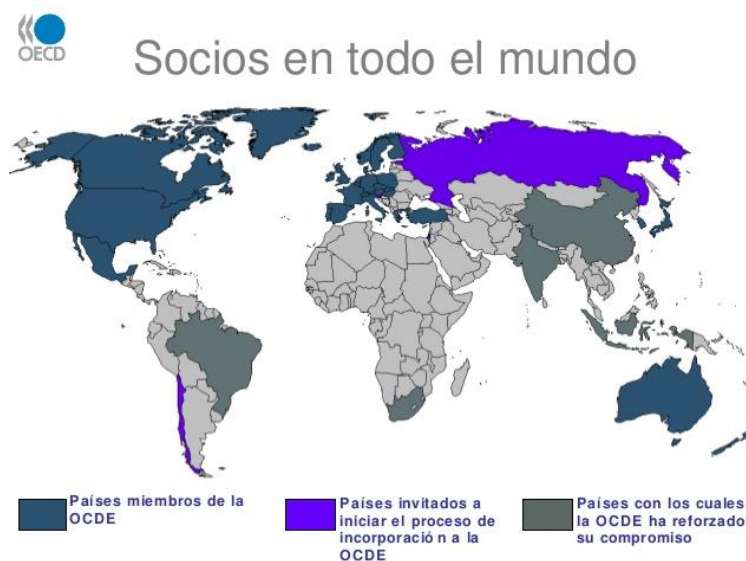 OECD
Socios en todo el mundo
Países miembros de la
OCDE
Países invitados a
iniciar el proceso de
incorporació n a la
OCDE
Países con los cuales
la OCDE ha reforzado
su compromiso